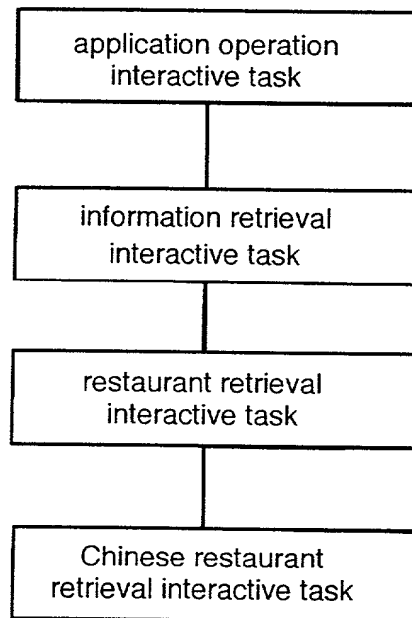 application operation
interactive task
information retrieval
interactive task
restaurant retrieval
interactive task
Chinese restaurant
retrieval interactive task